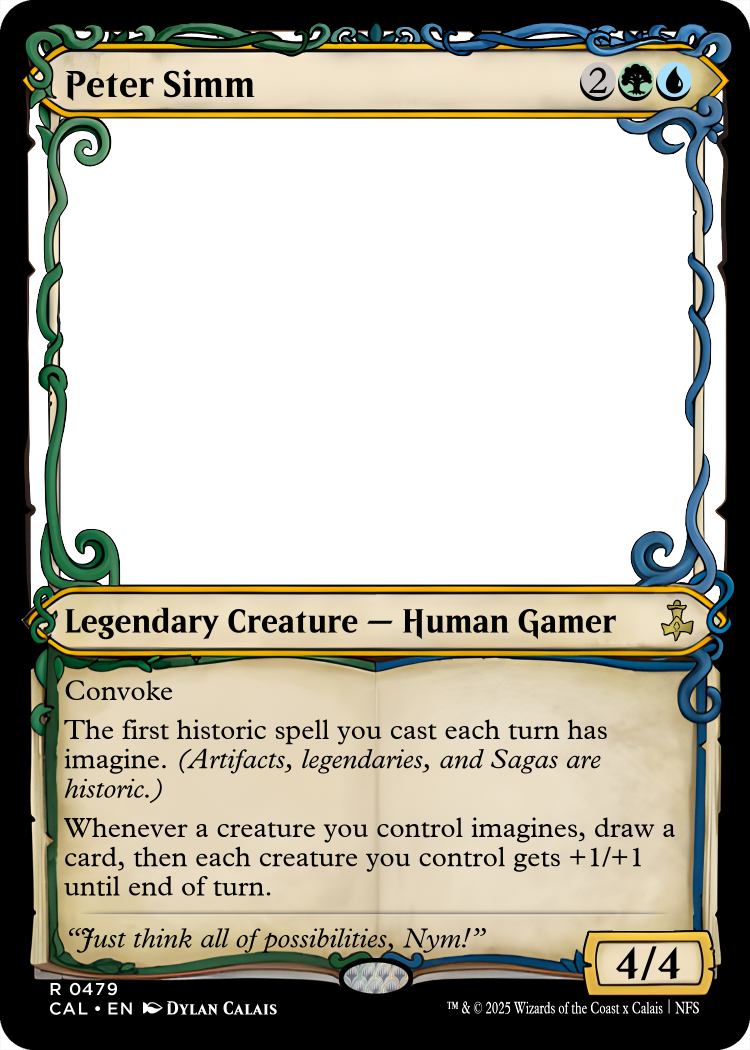 Peter Simm 2
Legendary Creature — Human Gamer
Convoke
The first historic spell you cast each turn has
imagine. (Artifacts, legendaries, and Sagas are
historic.)
Whenever a creature you control imagines, draw a
card, then each creature you control gets +1/+1
until end of turn.
“Just think all of possibilities, Nym!”
4/4
R 0479
CAL • EN DYLAN CALAIS
™ & © 2025 Wizards of the Coast x Calais | NFS